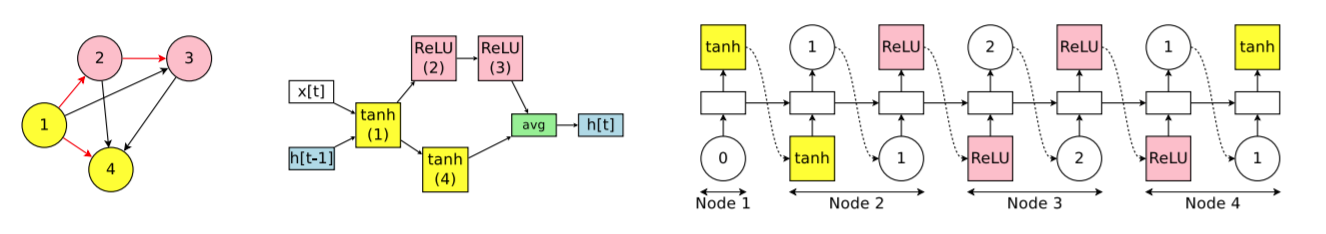 1
2
3
4
x[t]
h[t-1]
tanh
(1)
ReLU
(2)
ReLU
(3)
tanh
(4)
avg
h[t]
tanh
1
ReLU
2
ReLU
1
tanh
0
tanh
1
ReLU
2
ReLU
1
Node 1
Node 2
Node 3
Node 4